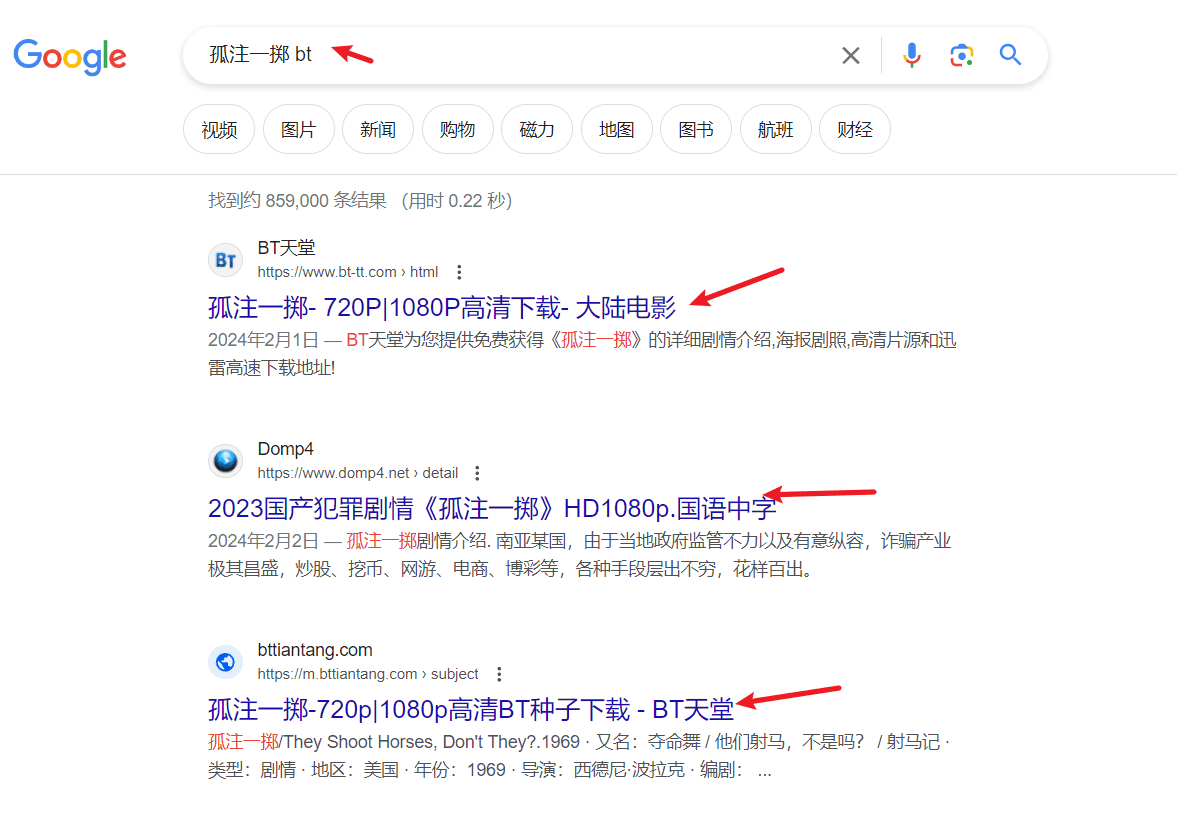 Google
孤注一掷 bt
视频 图片 新闻 购物 磁力 地图 图书 航班 财经
找到约 859,000 条结果 （用时 0.22 秒）
BT
BT天堂
https://www.bt-tt.com › html
孤注一掷- 720P|1080P高清下载- 大陆电影
2024年2月1日 — BT天堂为您提供免费获得《孤注一掷》的详细剧情介绍,海报剧照,高清片源和迅
雷高速下载地址!
Domp4
https://www.domp4.net › detail
2023国产犯罪剧情《孤注一掷》HD1080p.国语中字
2024年2月2日 — 孤注一掷剧情介绍. 南亚某国，由于当地政府监管不力以及有意纵容，诈骗产业
极其昌盛，炒股、挖币、网游、电商、博彩等，各种手段层出不穷，花样百出。
bttiantang.com
https://m.bttiantang.com › subject
孤注一掷-720p|1080p高清BT种子下载 - BT天堂
孤注一掷/They Shoot Horses, Don't They?.1969 · 又名：夺命舞 / 他们射马，不是吗？ / 射马记 ·
类型：剧情 · 地区：美国 · 年份：1969 · 导演：西德尼·波拉克 · 编剧： ...